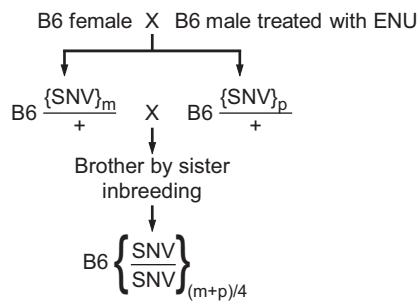 B6 female X B6 male treated with ENU
B6 {SNV}m/+ X B6 {SNV}p/+
Brother by sister
inbreeding
B6 {SNV/SNV}(m+p)/4